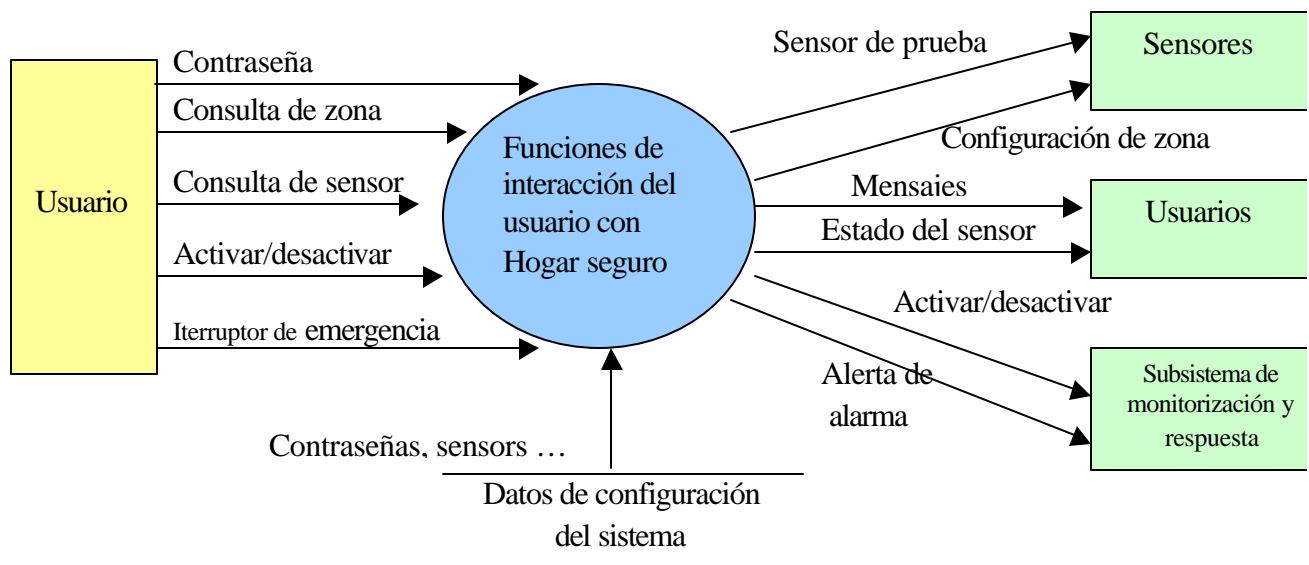 Usuario
Contraseña
Consulta de zona
Consulta de sensor
Activar/desactivar
Iterruptor de emergencia
Funciones de
interacción del
usuario con
Hogar seguro
Contraseñas, sensors …
Datos de configuración
del sistema
Sensor de prueba
Configuración de zona
Mensaies
Estado del sensor
Activar/desactivar
Alerta de
alarma
Sensores
Usuarios
Subsistema de
monitorización y
respuesta